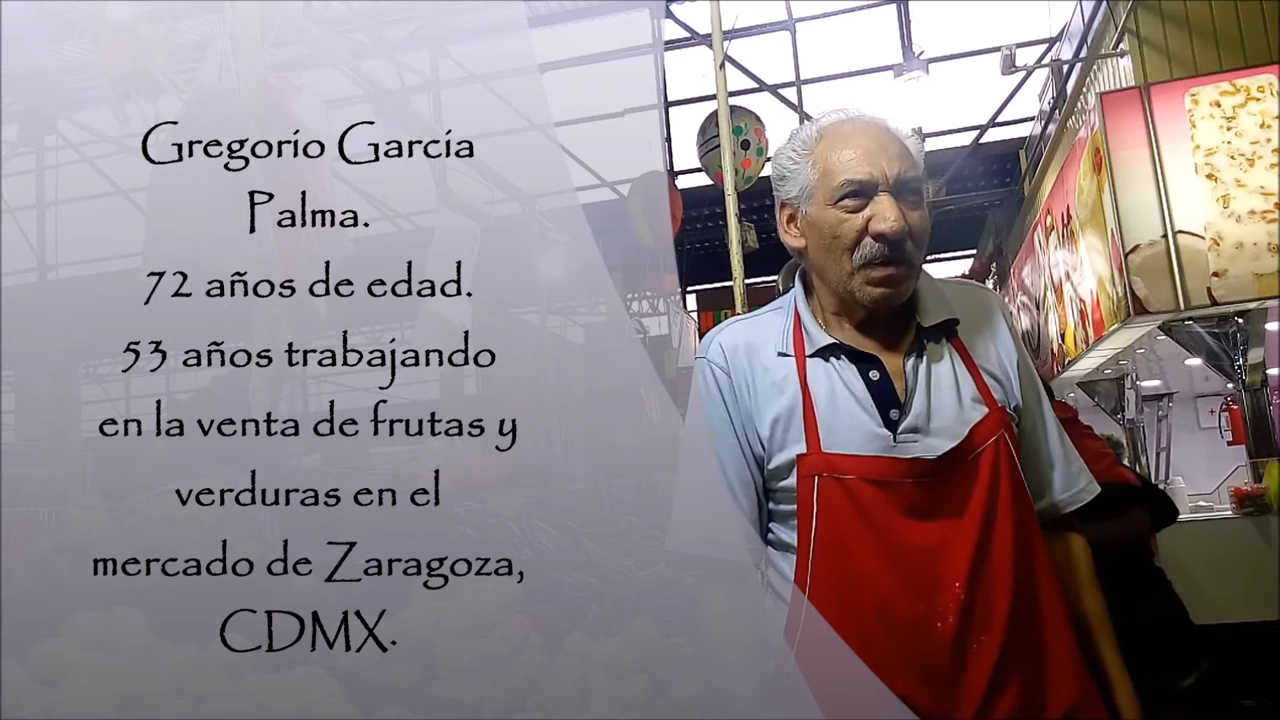 Gregorio García
Palma.
72 años de edad.
53 años trabajando
en la venta de frutas y
verduras en el
mercado de Zaragoza,
CDMX.